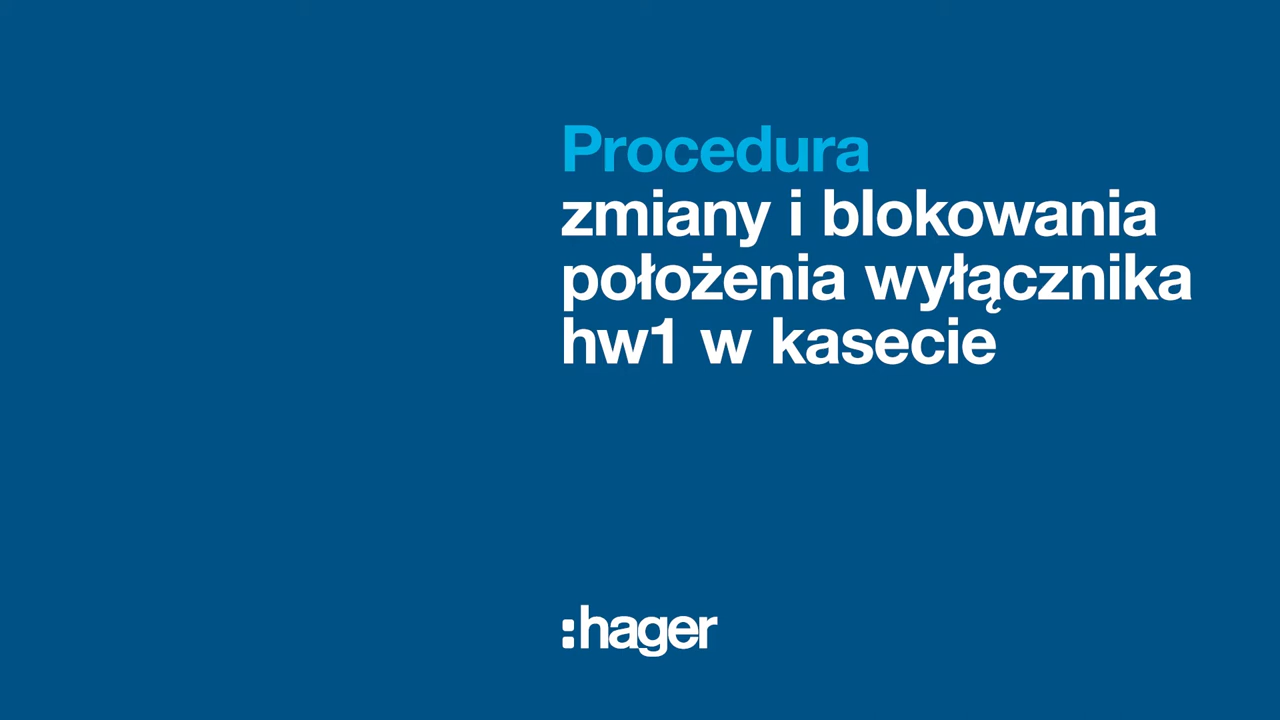 Procedura
zmiany i blokowania
położenia wyłącznika
hw1 w kasecie
:hager